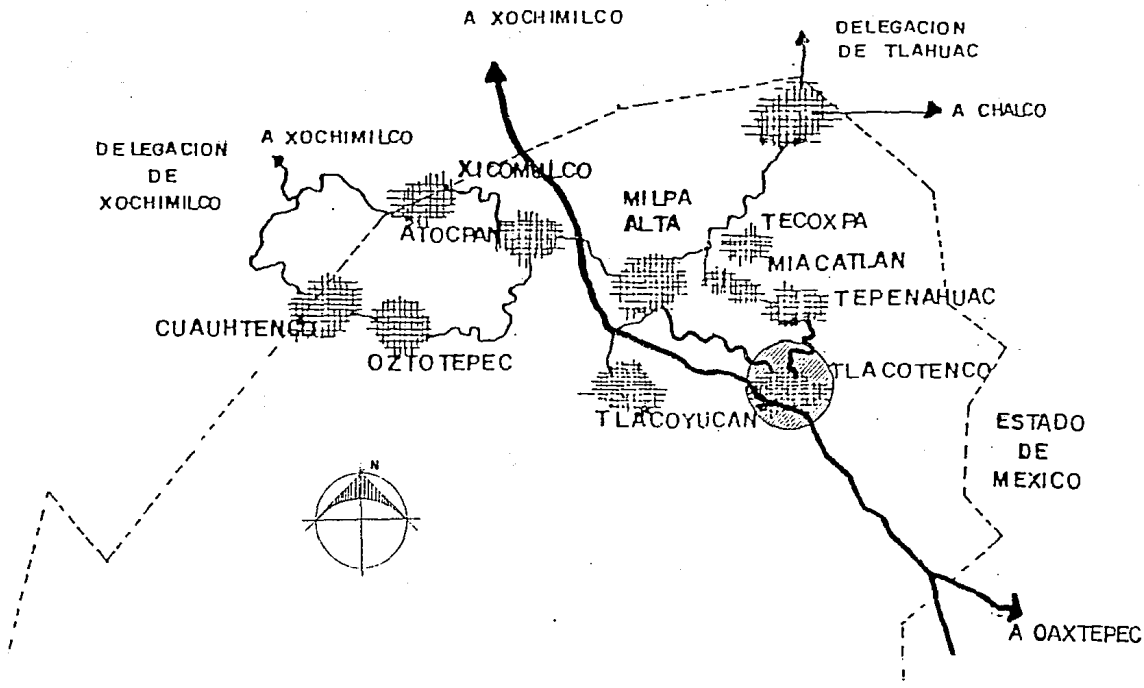 A XOCHIMILCO
DELEGACION
DE TLAHUAC
A CHALCO
A XOCHIMILCO
DELEGACION
DE
XOCHIMILCO
XICOMULCO
MILPA
ALTA
TECOXPA
ATOCPAN
MIACATLAN
TEPENAHUAC
CUAUHTENCO
OZTOTEPEC
TLACOTENCO
TLACOYUCAN
ESTADO
DE
MEXICO
N
A OAXTEPEC